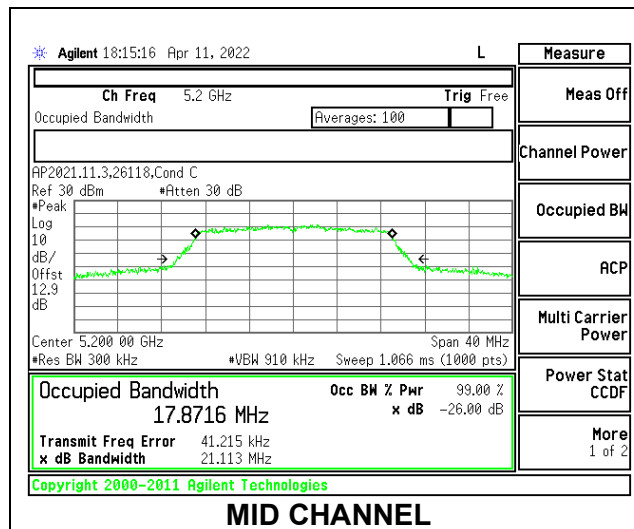 Agilent 18:15:16 Apr 11, 2022 L
Measure
Ch Freq 5.2 GHz Trig Free
Meas Off
Occupied Bandwidth Averages: 100
Channel Power
AP2021.11.3,26118,Cond C
Ref 30 dBm #Atten 30 dB
#Peak
Log
10
dB/
Offst
12.9
dB
Occupied BW
ACP
Center 5.200 00 GHz Span 40 MHz
#Res BW 300 kHz #VBW 910 kHz Sweep 1.066 ms (1000 pts)
Multi Carrier
Power
Occupied Bandwidth Occ BW % Pwr 99.00 %
17.8716 MHz x dB -26.00 dB
Transmit Freq Error 41.215 kHz
x dB Bandwidth 21.113 MHz
Power Stat
CCDF
More
1 of 2
Copyright 2000-2011 Agilent Technologies
MID CHANNEL